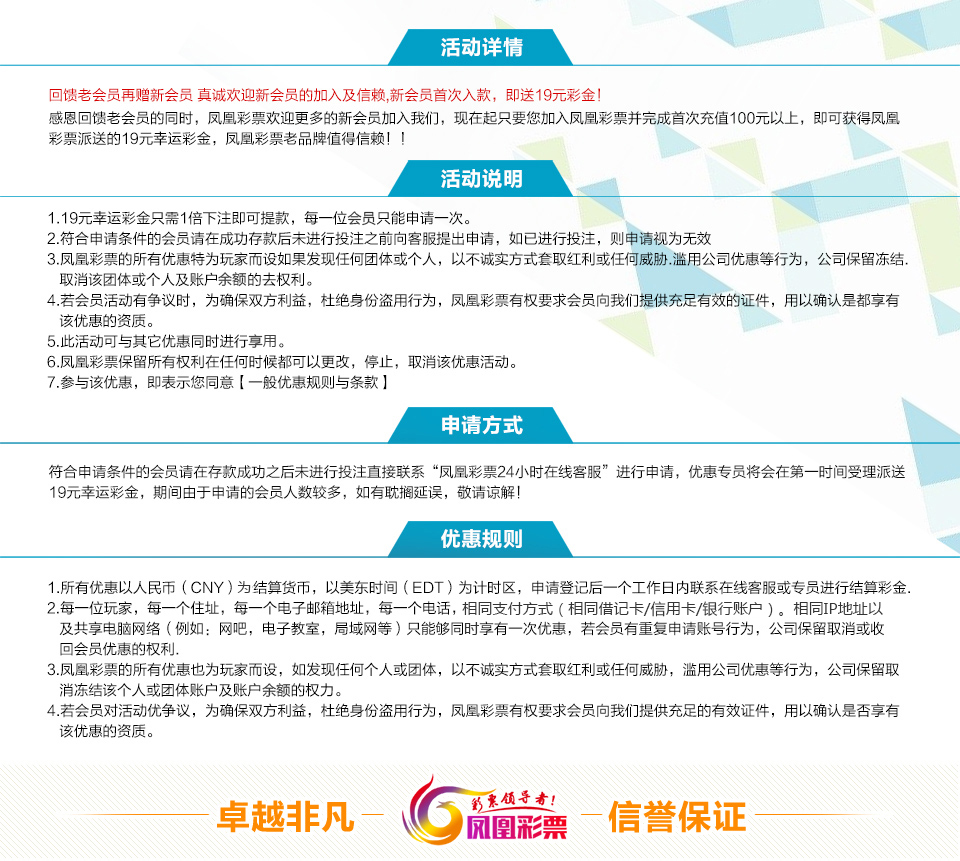 活动详情
回馈老会员再赠新会员 真诚欢迎新会员的加入及信赖,新会员首次入款，即送19元彩金！
感恩回馈老会员的同时，凤凰彩票欢迎更多的新会员加入我们，现在起只要您加入凤凰彩票并完成首次充值100元以上，即可获得凤凰
彩票派送的19元幸运彩金，凤凰彩票老品牌值得信赖！！
活动说明
1.19元幸运彩金只需1倍下注即可提款，每一位会员只能申请一次。
2.符合申请条件的会员请在成功存款后未进行投注之前向客服提出申请，如已进行投注，则申请视为无效
3.凤凰彩票的所有优惠特为玩家而设如果发现任何团体或个人，以不诚实方式套取红利或任何威胁.滥用公司优惠等行为，公司保留冻结.
取消该团体或个人及账户余额的去权利。
4.若会员活动有争议时，为确保双方利益，杜绝身份盗用行为，凤凰彩票有权要求会员向我们提供充足有效的证件，用以确认是都享有
该优惠的资质。
5.此活动可与其它优惠同时进行享用。
6.凤凰彩票保留所有权利在任何时候都可以更改，停止，取消该优惠活动。
7.参与该优惠，即表示您同意【一般优惠规则与条款】
申请方式
符合申请条件的会员请在存款成功之后未进行投注直接联系“凤凰彩票24小时在线客服”进行申请，优惠专员将会在第一时间受理派送
19元幸运彩金，期间由于申请的会员人数较多，如有耽搁延误，敬请谅解！
优惠规则
1.所有优惠以人民币（CNY）为结算货币，以美东时间（EDT）为计时区，申请登记后一个工作日内联系在线客服或专员进行结算彩金.
2.每一位玩家，每一个住址，每一个电子邮箱地址，每一个电话，相同支付方式（相同借记卡/信用卡/银行账户）。相同IP地址以
及共享电脑网络（例如：网吧，电子教室，局域网等）只能够同时享有一次优惠，若会员有重复申请账号行为，公司保留取消或收
回会员优惠的权利.
3.凤凰彩票的所有优惠也为玩家而设，如发现任何个人或团体，以不诚实方式套取红利或任何威胁，滥用公司优惠等行为，公司保留取
消冻结该个人或团体账户及账户余额的权力。
4.若会员对活动优争议，为确保双方利益，杜绝身份盗用行为，凤凰彩票有权要求会员向我们提供充足的有效证件，用以确认是否享有
该优惠的资质。
卓越非凡
彩票领导者！
凤凰彩票
信誉保证